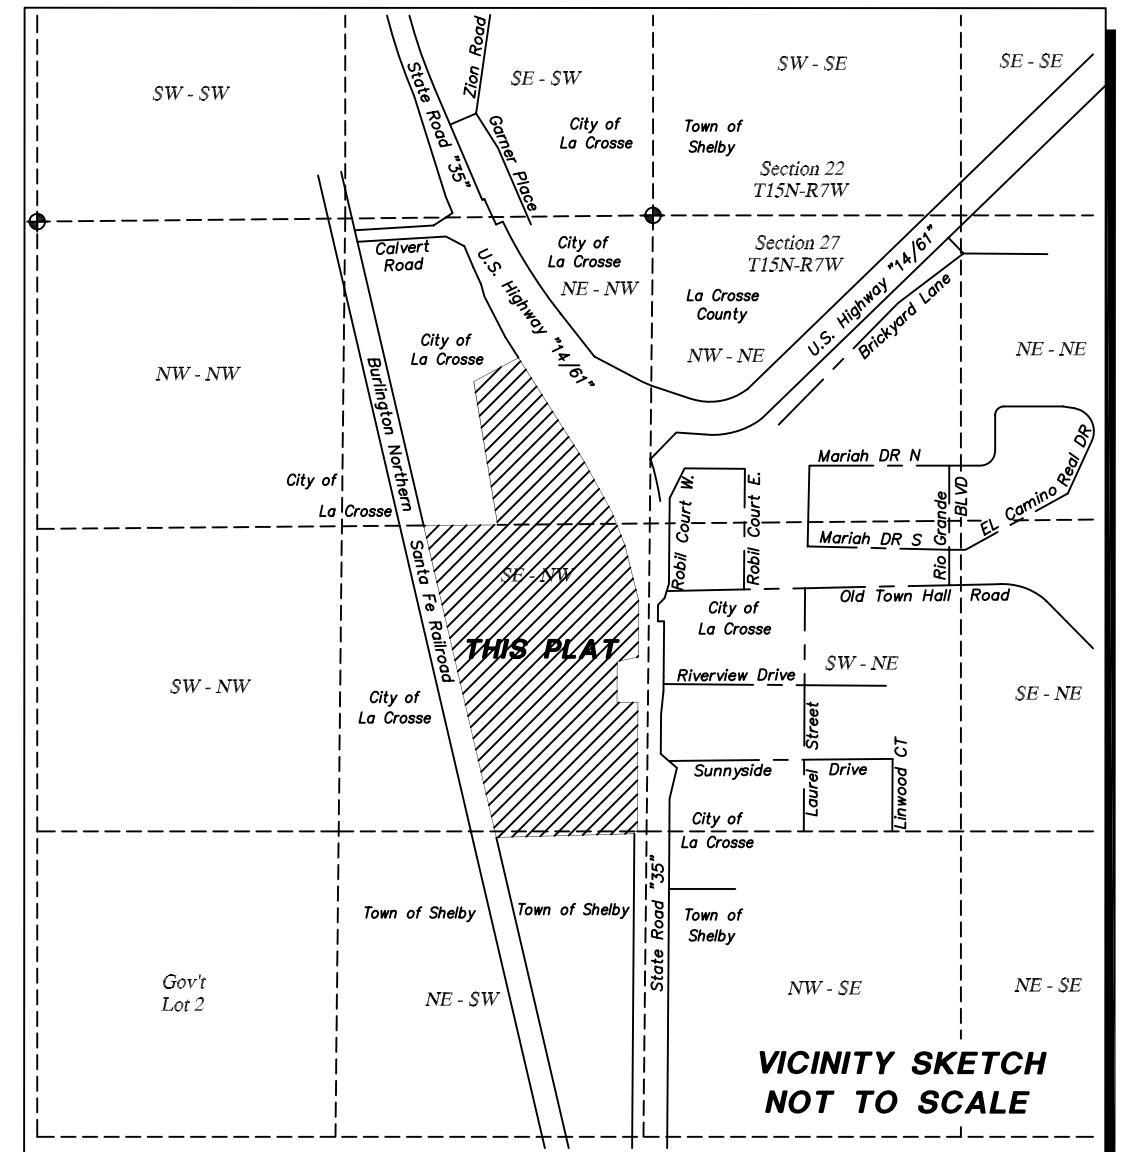 SW - SW
State Road "35"
Zion Road
SE - SW
SW - SE
SE - SE
Garner Place
City of
La Crosse
Town of
Shelby
Section 22
T15N-R7W
Calvert
Road
U.S. Highway "14/61"
City of
La Crosse
NE - NW
Section 27
T15N-R7W
La Crosse
County
NW - NE
U.S. Highway "14/61"
Brickyard Lane
NE - NE
NW - NW
City of
La Crosse
Burlington Northern
Santa Fe Railroad
City of
La Crosse
Mariah DR N
Mariah DR S
Rio Grande
BLVD
EL Camino Real DR
Robil Court W.
Robil Court E.
SE - NW
THIS PLAT
Old Town Hall Road
City of
La Crosse
SW - NE
Riverview Drive
SW - NW
City of
La Crosse
SE - NE
Laurel Street
Sunnyside Drive
Linwood CT
City of
La Crosse
State Road "35"
Town of Shelby
Town of Shelby
Town of
Shelby
Gov't
Lot 2
NE - SW
NW - SE
NE - SE
VICINITY SKETCH
NOT TO SCALE